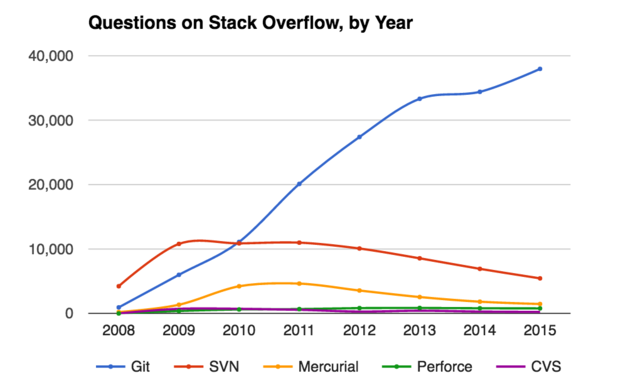 Questions on Stack Overflow, by Year
40,000
30,000
20,000
10,000
0
2008 2009 2010 2011 2012 2013 2014 2015
Git SVN Mercurial Perforce CVS